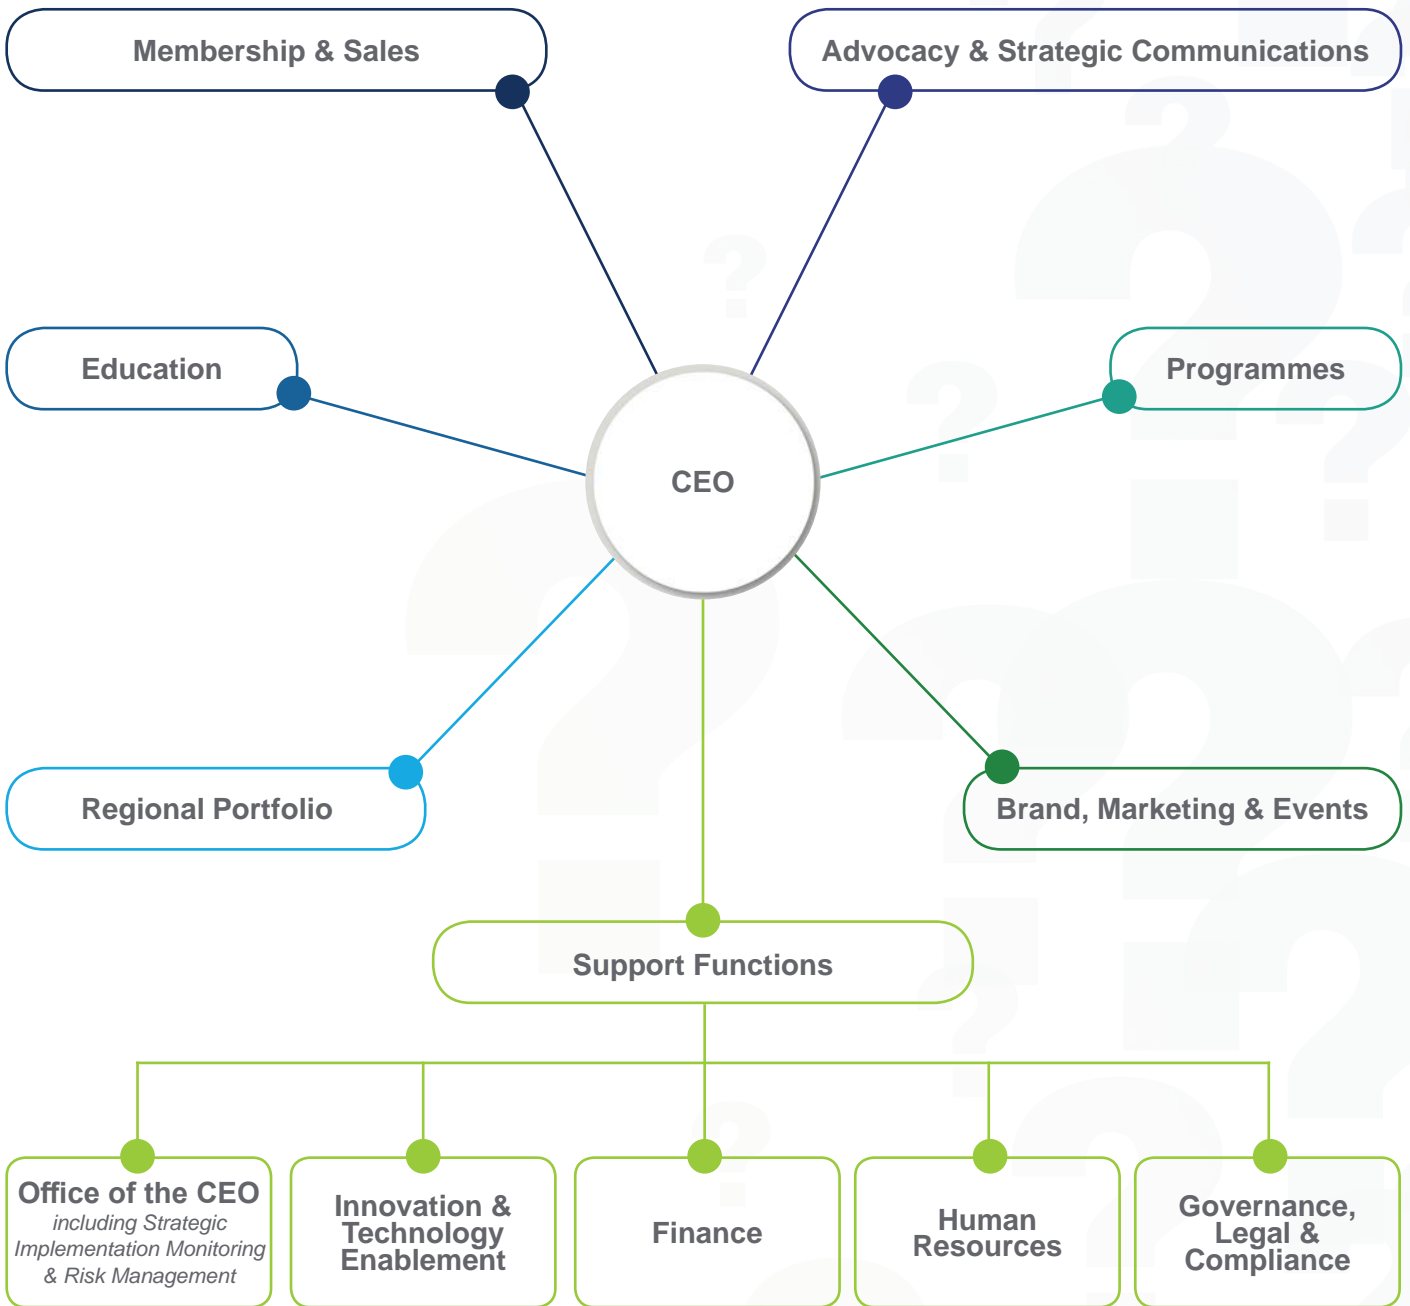 Membership & Sales
Advocacy & Strategic Communications
Education
Programmes
CEO
Regional Portfolio
Brand, Marketing & Events
Support Functions
Office of the CEO
including Strategic
Implementation Monitoring
& Risk Management
Innovation &
Technology
Enablement
Finance
Human
Resources
Governance,
Legal &
Compliance